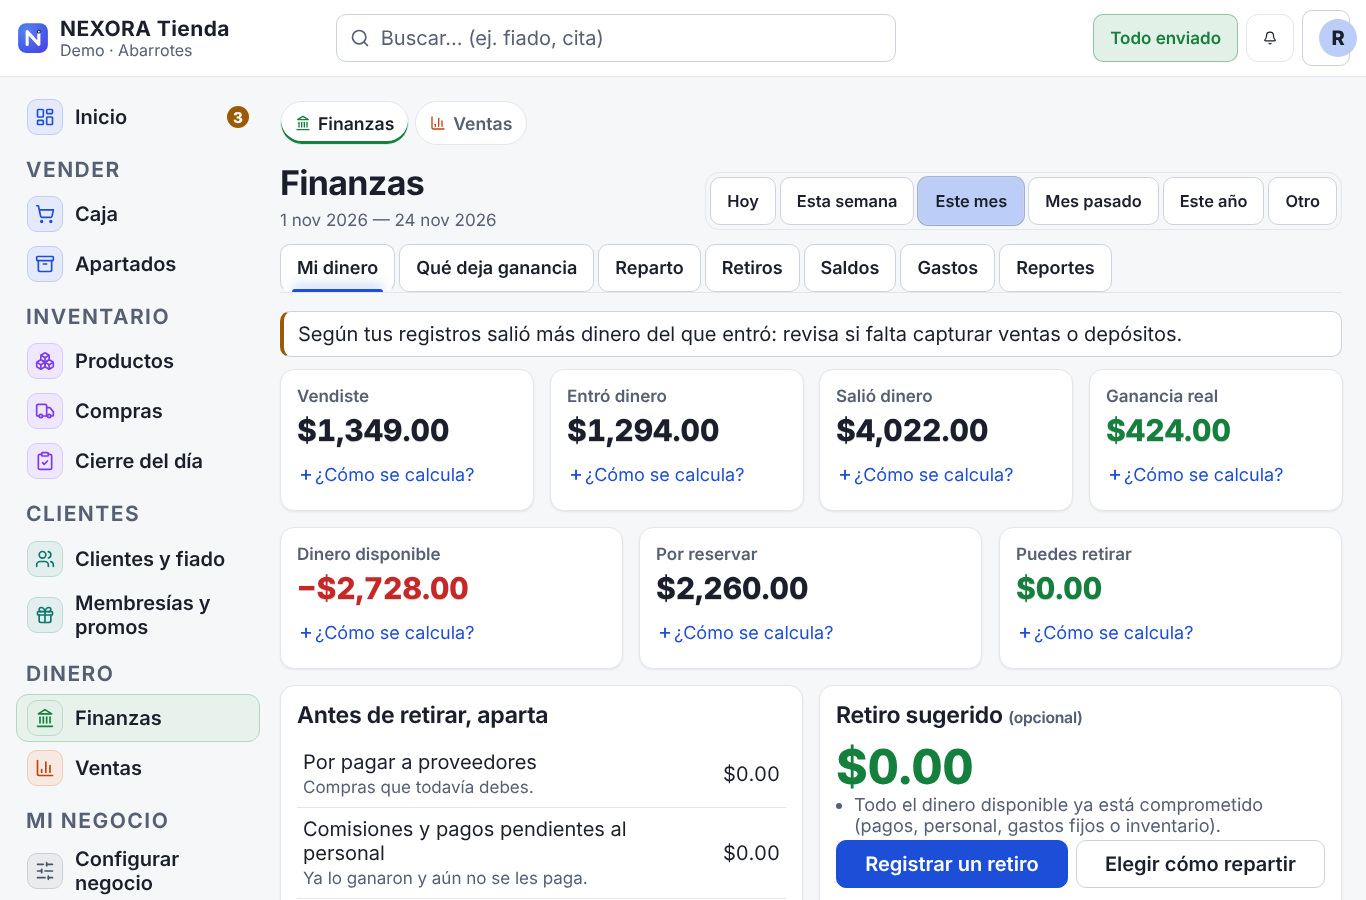 NEXORA Tienda
Demo · Abarrotes
Buscar... (ej. fiado, cita)
Todo enviado
R
Inicio
3
VENDER
Caja
Apartados
INVENTARIO
Productos
Compras
Cierre del día
CLIENTES
Clientes y fiado
Membresías y
promos
DINERO
Finanzas
Ventas
MI NEGOCIO
Configurar
negocio
Finanzas
Ventas
Finanzas
1 nov 2026 — 24 nov 2026
Hoy
Esta semana
Este mes
Mes pasado
Este año
Otro
Mi dinero
Qué deja ganancia
Reparto
Retiros
Saldos
Gastos
Reportes
Según tus registros salió más dinero del que entró: revisa si falta capturar ventas o depósitos.
Vendiste
$1,349.00
+ ¿Cómo se calcula?
Entró dinero
$1,294.00
+ ¿Cómo se calcula?
Salió dinero
$4,022.00
+ ¿Cómo se calcula?
Ganancia real
$424.00
+ ¿Cómo se calcula?
Dinero disponible
−$2,728.00
+ ¿Cómo se calcula?
Por reservar
$2,260.00
+ ¿Cómo se calcula?
Puedes retirar
$0.00
+ ¿Cómo se calcula?
Antes de retirar, aparta
Por pagar a proveedores
Compras que todavía debes.
$0.00
Comisiones y pagos pendientes al
personal
Ya lo ganaron y aún no se les paga.
$0.00
Retiro sugerido (opcional)
$0.00
• Todo el dinero disponible ya está comprometido
(pagos, personal, gastos fijos o inventario).
Registrar un retiro
Elegir cómo repartir